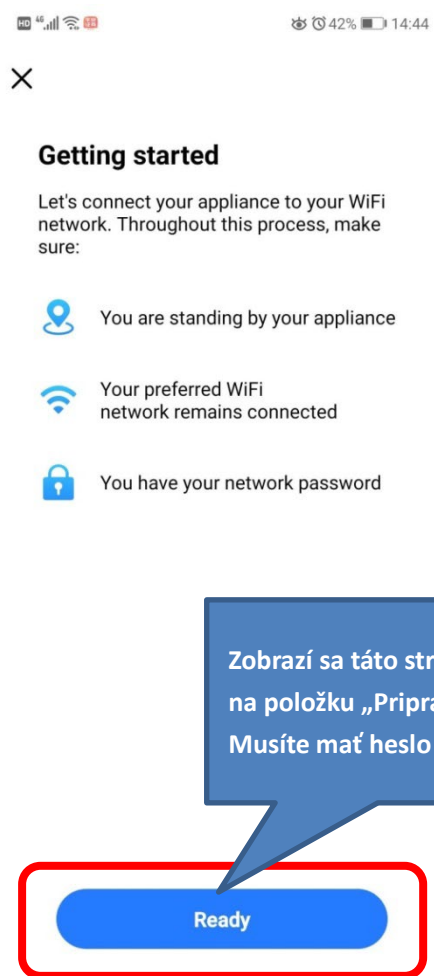 HD 46 42% 14:44
Getting started
Let's connect your appliance to your WiFi
network. Throughout this process, make
sure:
You are standing by your appliance
Your preferred WiFi
network remains connected
You have your network password
Zobrazí sa táto
na položku
Musíte mať heslo
Ready